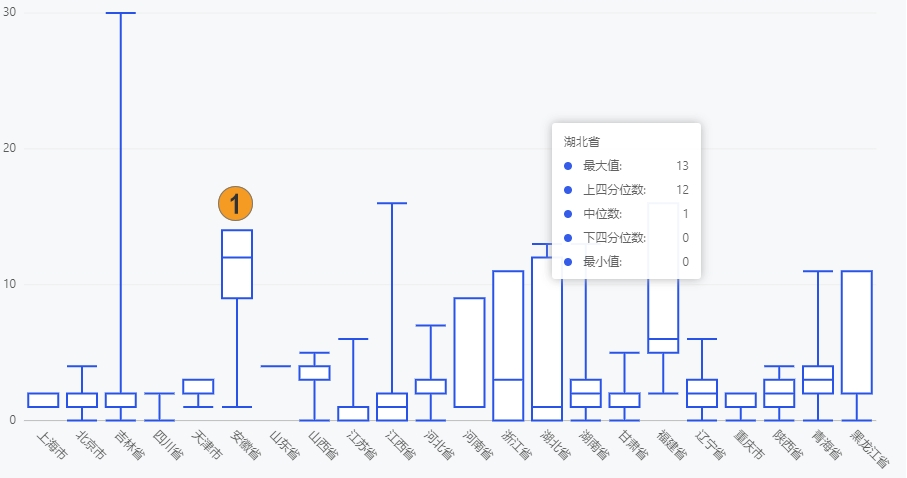 30
20
10
0
1
湖北省
最大值: 13
上四分位数: 12
中位数: 1
下四分位数: 0
最小值: 0
上海市
北京市
吉林省
四川省
天津市
安徽省
山东省
山西省
江苏省
江西省
河北省
河南省
浙江省
湖北省
湖南省
甘肃省
福建省
辽宁省
重庆市
陕西省
青海省
黑龙江省